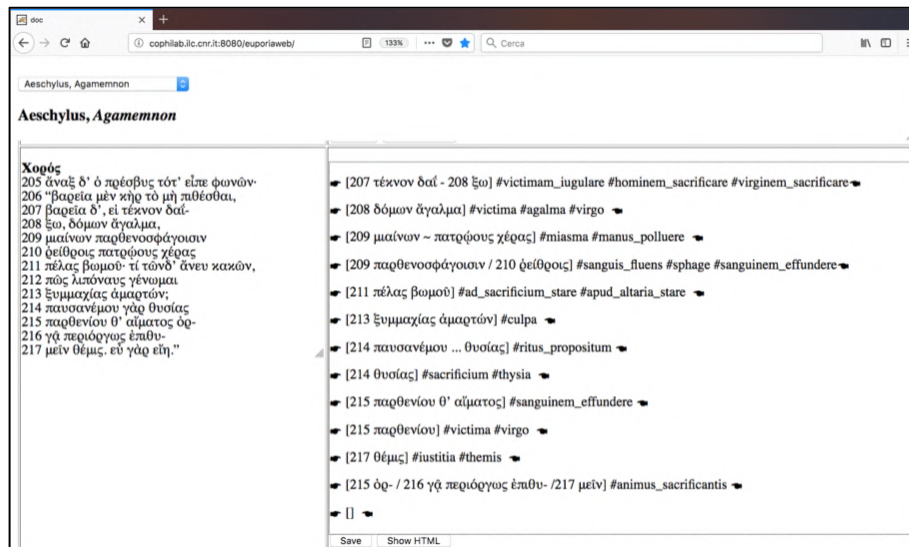 doc
cophilab.ilc.cnr.it:8080/euporiaweb/
133%
Cerca
Aeschylus, Agamemnon
Aeschylus, Agamemnon
Χορός
205 ἄναξ δ’ ὁ πρέσβυς τότ’ εἶπε φωνῶν·
206 “βαρεῖα μὲν κὴρ τὸ μὴ πιθέσθαι,
207 βαρεῖα δ’, εἰ τέκνον δαΐ-
208 ξω, δόμων ἄγαλμα,
209 μιαίνων παρθενοσφάγοισιν
210 ῥείθροις πατρῴους χέρας
211 πέλας βωμοῦ· τί τῶνδ’ ἄνευ κακῶν,
212 πῶς λιπόναυς γένωμαι
213 ξυμμαχίας ἁμαρτών;
214 παυσανέμου γὰρ θυσίας
215 παρθενίου θ’ αἵματος ὀρ-
216 γᾷ περιόργως ἐπιθυ-
217 μεῖν θέμις. εὖ γὰρ εἴη.”
[207 τέκνον δαΐ - 208 ξω] #victimam_iugulare #hominem_sacrificare #virginem_sacrificare
[208 δόμων ἄγαλμα] #victima #agalma #virgo
[209 μιαίνων ~ πατρῴους χέρας] #miasma #manus_polluere
[209 παρθενοσφάγοισιν / 210 ῥείθροις] #sanguis_fluens #sphage #sanguinem_effundere
[211 πέλας βωμοῦ] #ad_sacrificium_stare #apud_altaria_stare
[213 ξυμμαχίας ἁμαρτών] #culpa
[214 παυσανέμου ... θυσίας] #ritus_propositum
[214 θυσίας] #sacrificium #thysia
[215 παρθενίου θ’ αἵματος] #sanguinem_effundere
[215 παρθενίου] #victima #virgo
[217 θέμις] #iustitia #themis
[215 ὀρ- / 216 γᾷ περιόργως ἐπιθυ- /217 μεῖν] #animus_sacrificantis
[]
Save Show HTML